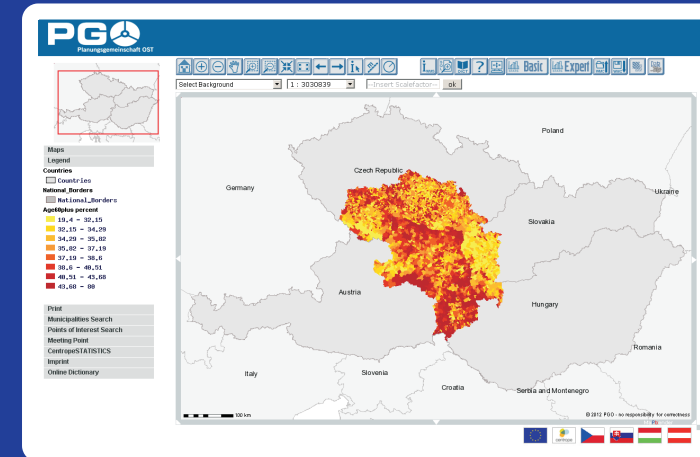 PGO
Planungsgemeinschaft OST
Basic
Expert
Select Background
1 : 3030839
--Insert Scalefactor--
ok
Maps
Legend
Countries
Countries
National_Borders
National_Borders
Age60plus percent
19,4 - 32,15
32,15 - 34,29
34,29 - 35,82
35,82 - 37,19
37,19 - 38,6
38,6 - 40,51
40,51 - 43,68
43,68 - 80
Print
Municipalities Search
Points of Interest Search
Meeting Point
CentropeSTATISTICS
Imprint
Online Dictionary
Poland
Czech Republic
Germany
Ukraine
Slovakia
Austria
Hungary
Romania
Italy
Slovenia
Croatia
Serbia and Montenegro
100 km
© 2012 PGO - no responsibility for correctness
centrope